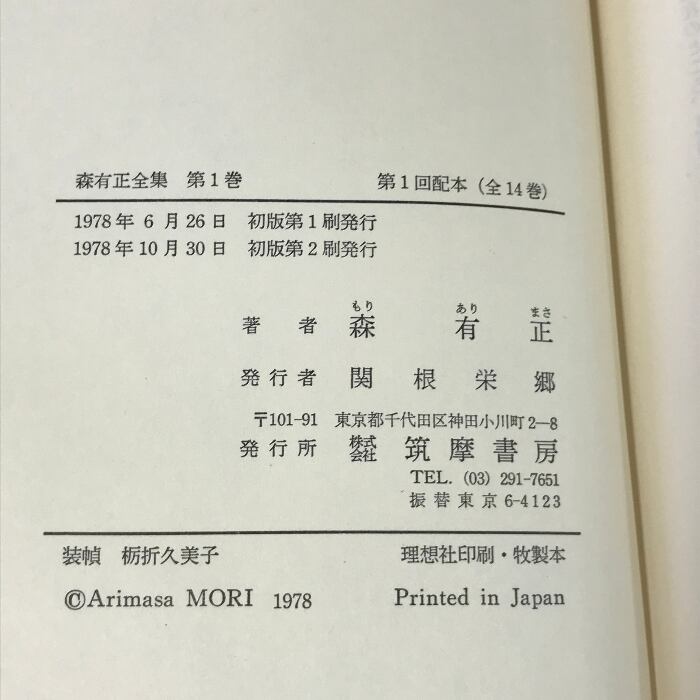 森有正全集 第1巻 第1回配本(全14巻)
1978年6月26日 初版第1刷発行
1978年10月30日 初版第2刷発行
もり あり まさ
著者 森有正
発行者 関根栄郷
〒101-91 東京都千代田区神田小川町2―8
発行所 株式会社 筑摩書房
TEL. (03) 291-7651
振替東京6-4123
装幀 栃折久美子 理想社印刷・牧製本
©Arimasa MORI 1978 Printed in Japan